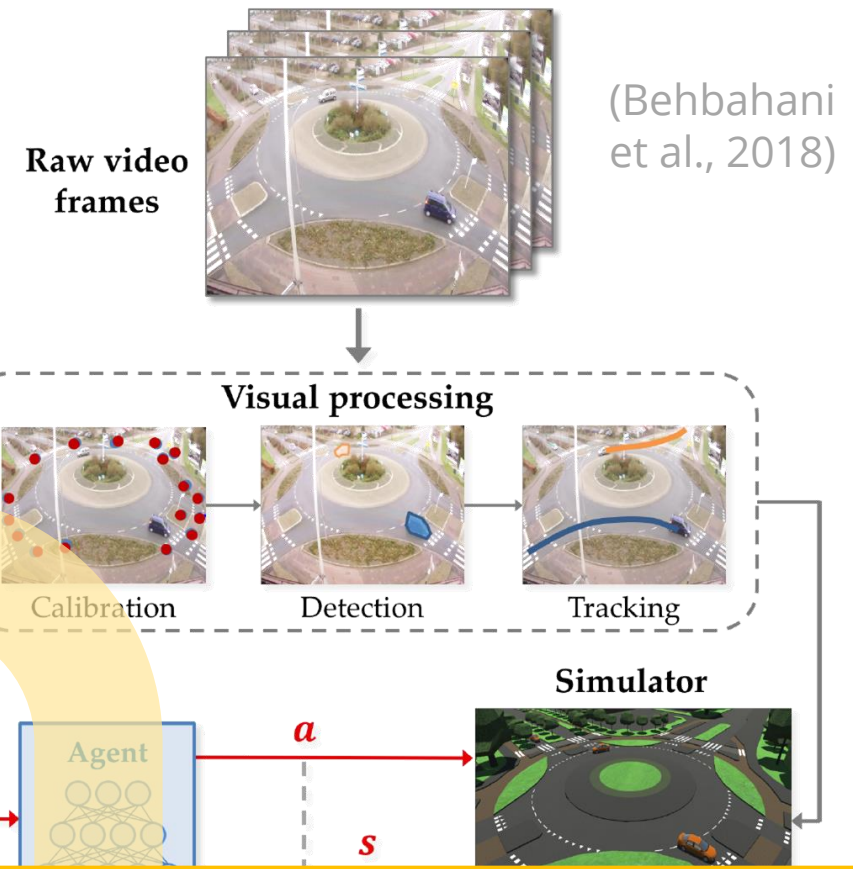 (Behbahani
et al., 2018)
Raw video
frames
Visual processing
Calibration
Detection
Tracking
Simulator
Agent
a
s